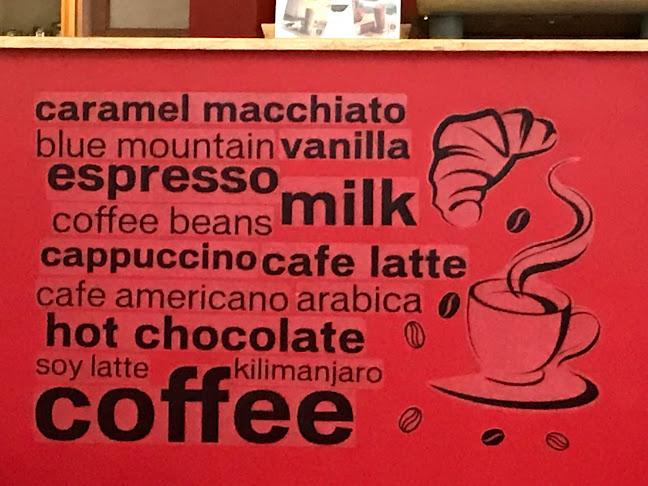 caramel macchiato
blue mountain vanilla
espresso milk
coffee beans
cappuccino cafe latte
cafe americano arabica
hot chocolate
soy latte kilimanjaro
coffee